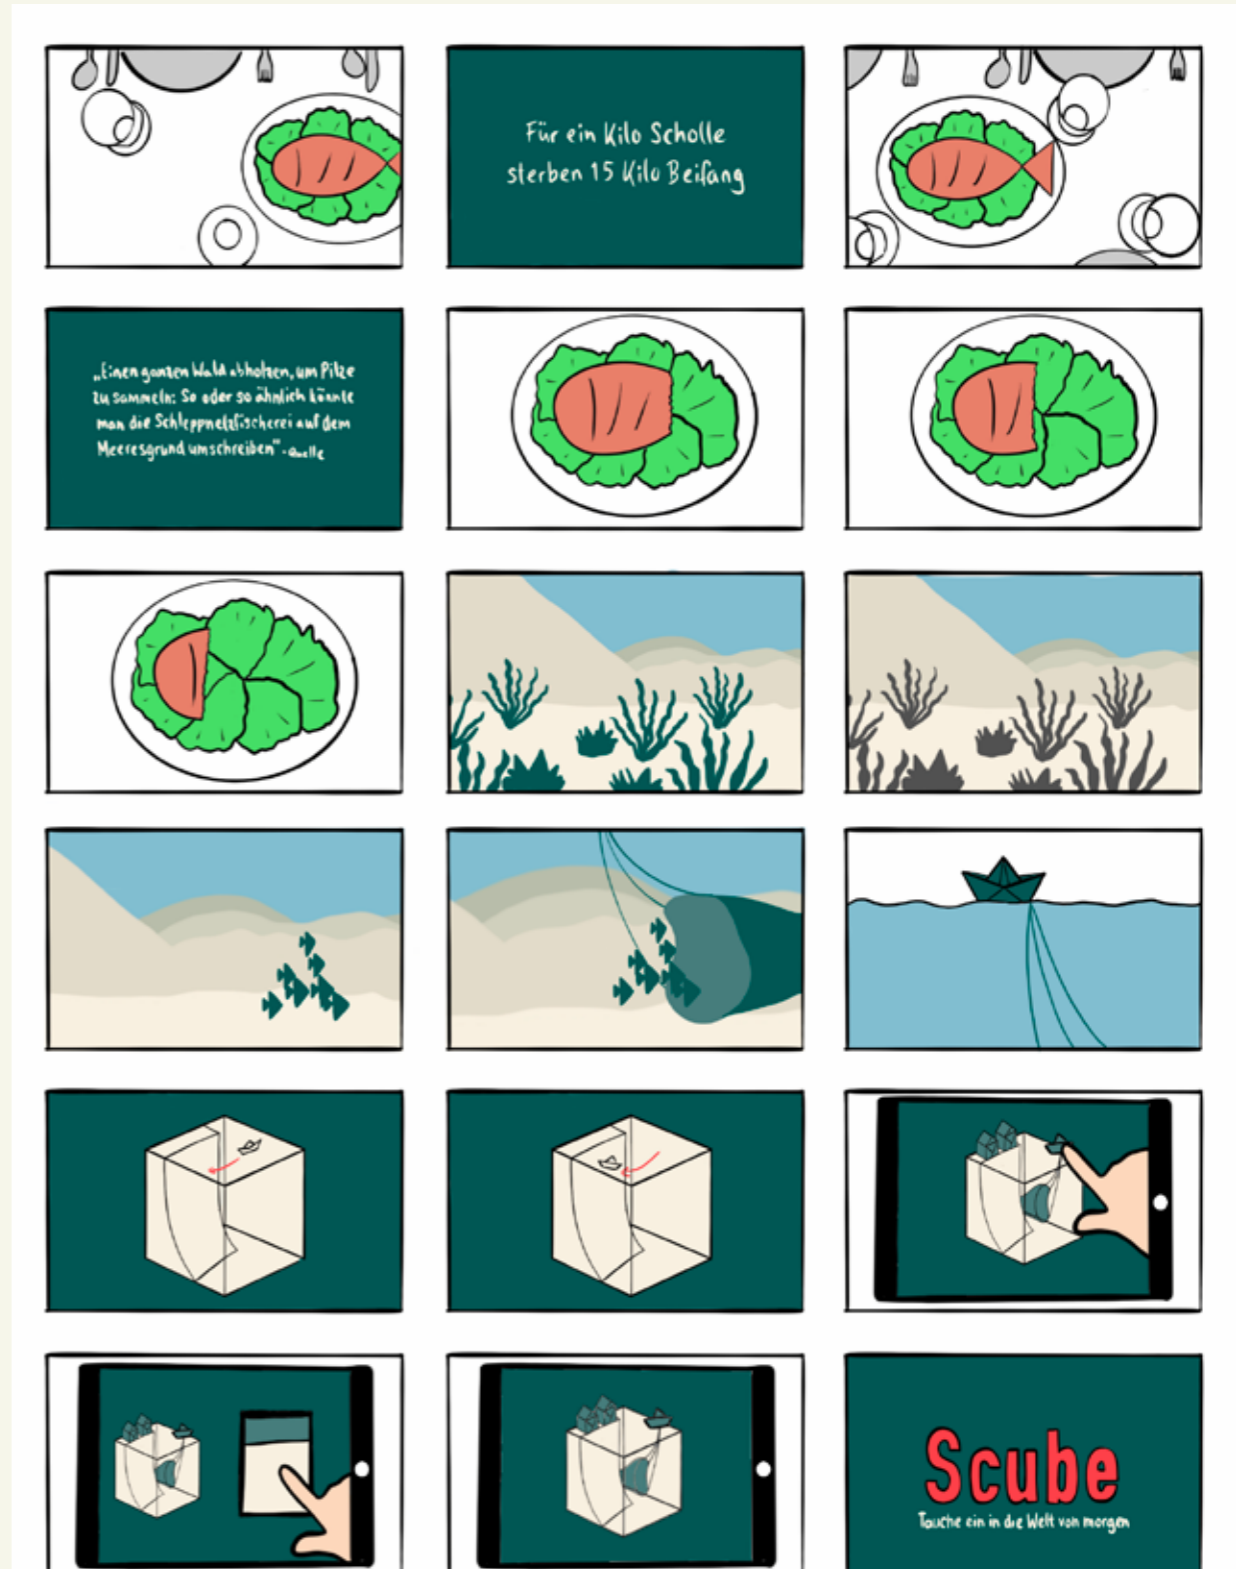 Für ein Kilo Scholle
sterben 15 Kilo Beifang
„Einen ganzen Wald abholzen, um Pilze
zu sammeln: So oder so ähnlich könnte
man die Schleppnetzfischerei auf dem
Meeresgrund umschreiben" - Quelle
Scube
Tauche ein in die Welt von morgen